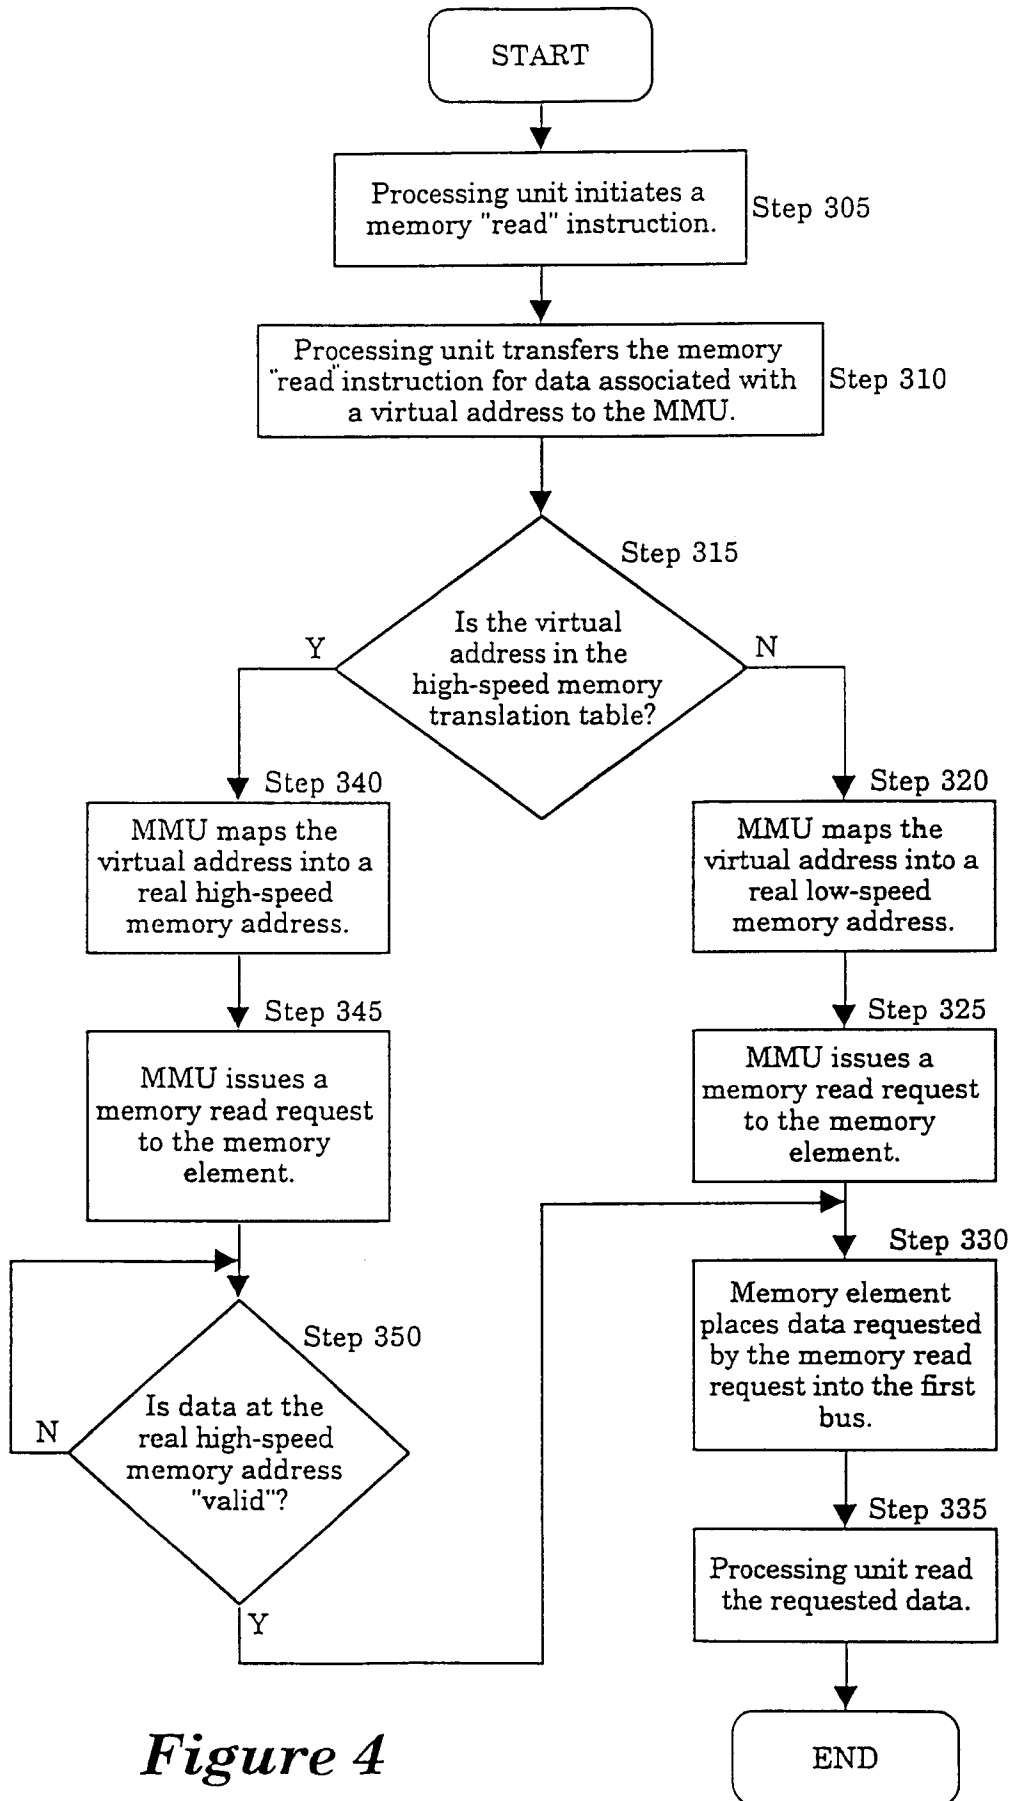 START
Processing unit initiates a
memory "read" instruction.
Step 305
Processing unit transfers the memory
"read" instruction for data associated with
a virtual address to the MMU.
Step 310
Step 315
Is the virtual
address in the
high-speed memory
translation table?
Y
N
Step 340
MMU maps the
virtual address into a
real high-speed
memory address.
Step 320
MMU maps the
virtual address into a
real low-speed
memory address.
Step 345
MMU issues a
memory read request
to the memory
element.
Step 325
MMU issues a
memory read request
to the memory
element.
Step 330
Memory element
places data requested
by the memory read
request into the first
bus.
Step 350
Is data at the
real high-speed
memory address
"valid"?
N
Y
Step 335
Processing unit read
the requested data.
END
Figure 4